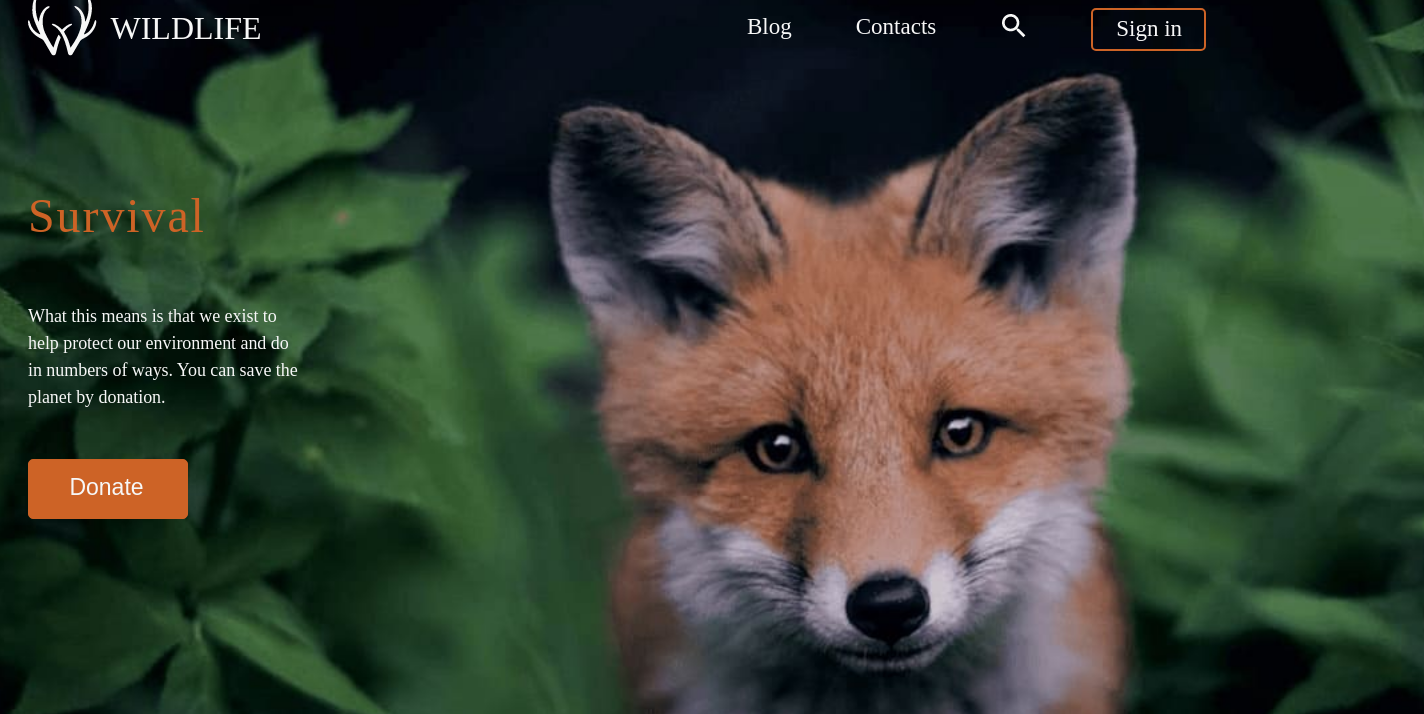 WILDLIFE
Blog
Contacts
Sign in
Survival
What this means is that we exist to
help protect our environment and do
in numbers of ways. You can save the
planet by donation.
Donate